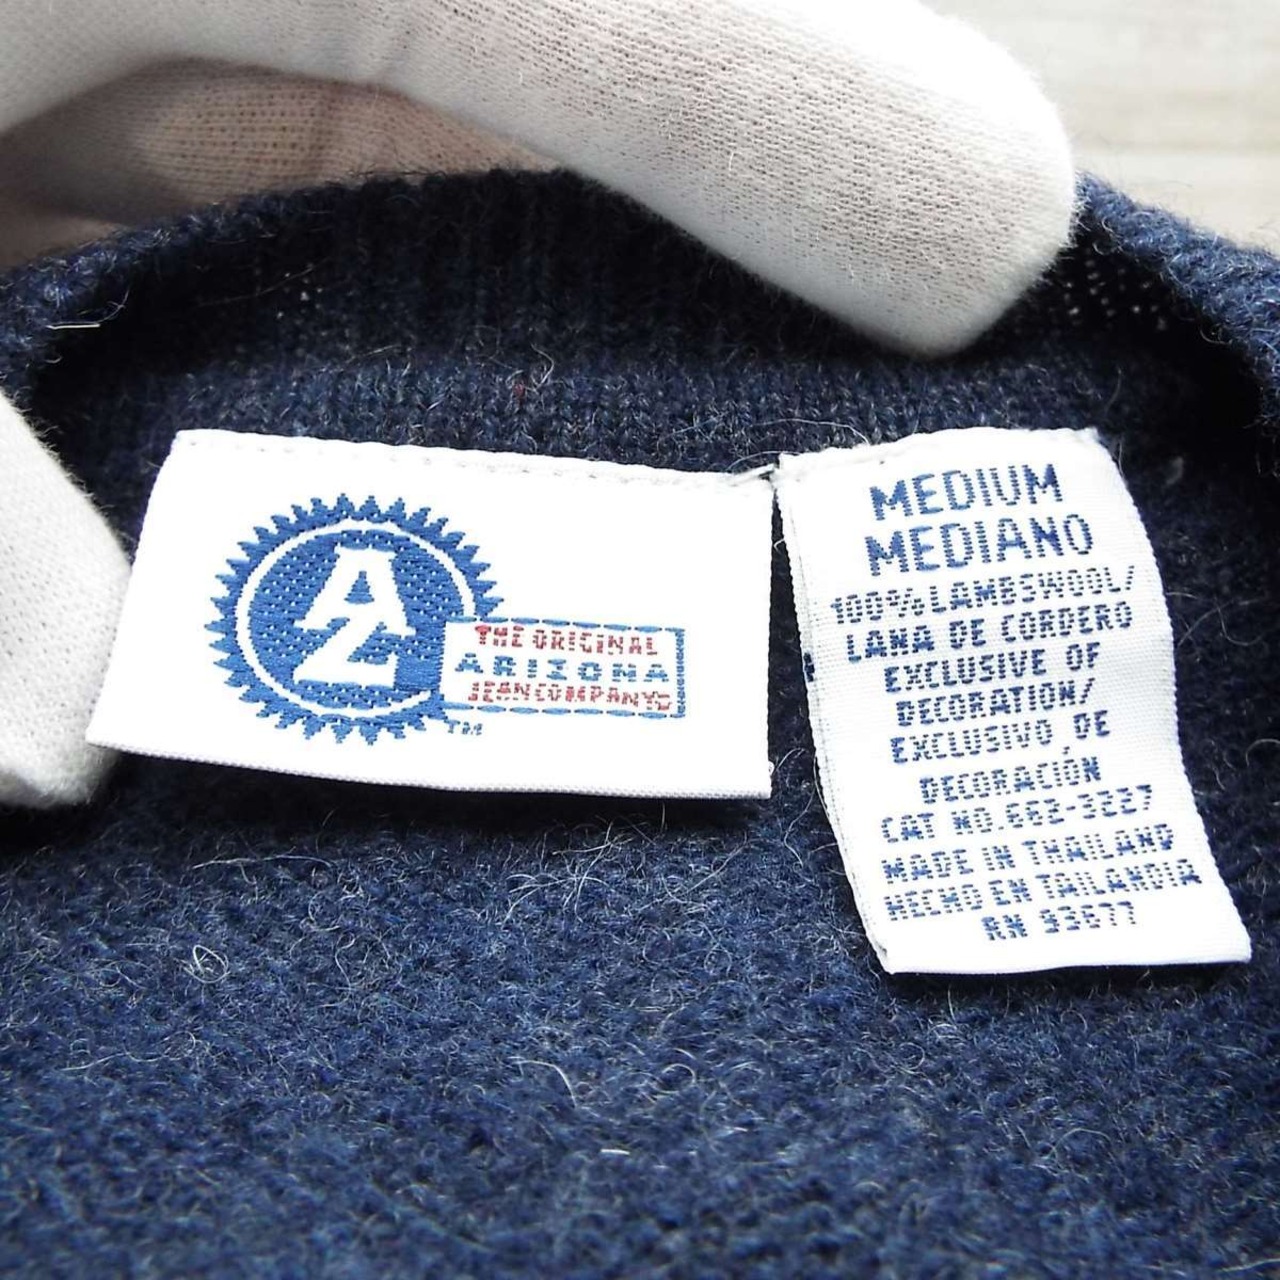 AZ
THE ORIGINAL
ARIZONA
JEAN COMPANY
TM
MEDIUM
MEDIANO
100% LAMBSWOOL/
LANA DE CORDERO
EXCLUSIVE OF
DECORATION/
EXCLUSIVO DE
DECORACIÓN
CAT NO. 662-3227
MADE IN THAILAND
HECHO EN TAILANDIA
RN 93677